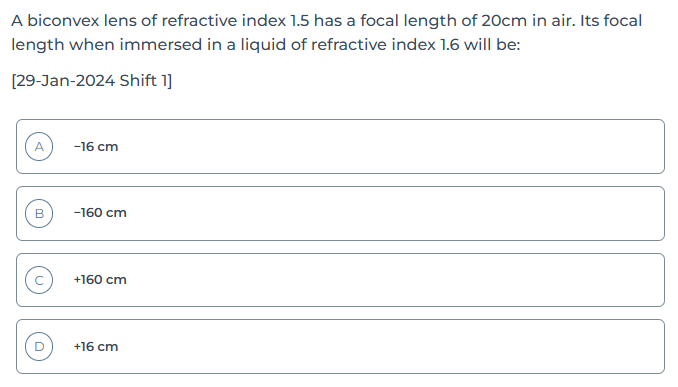 A biconvex lens of refractive index 1.5 has a focal length of 20cm in air. Its focal
length when immersed in a liquid of refractive index 1.6 will be:
[29-Jan-2024 Shift 1]
A −16 cm
B −160 cm
C +160 cm
D +16 cm